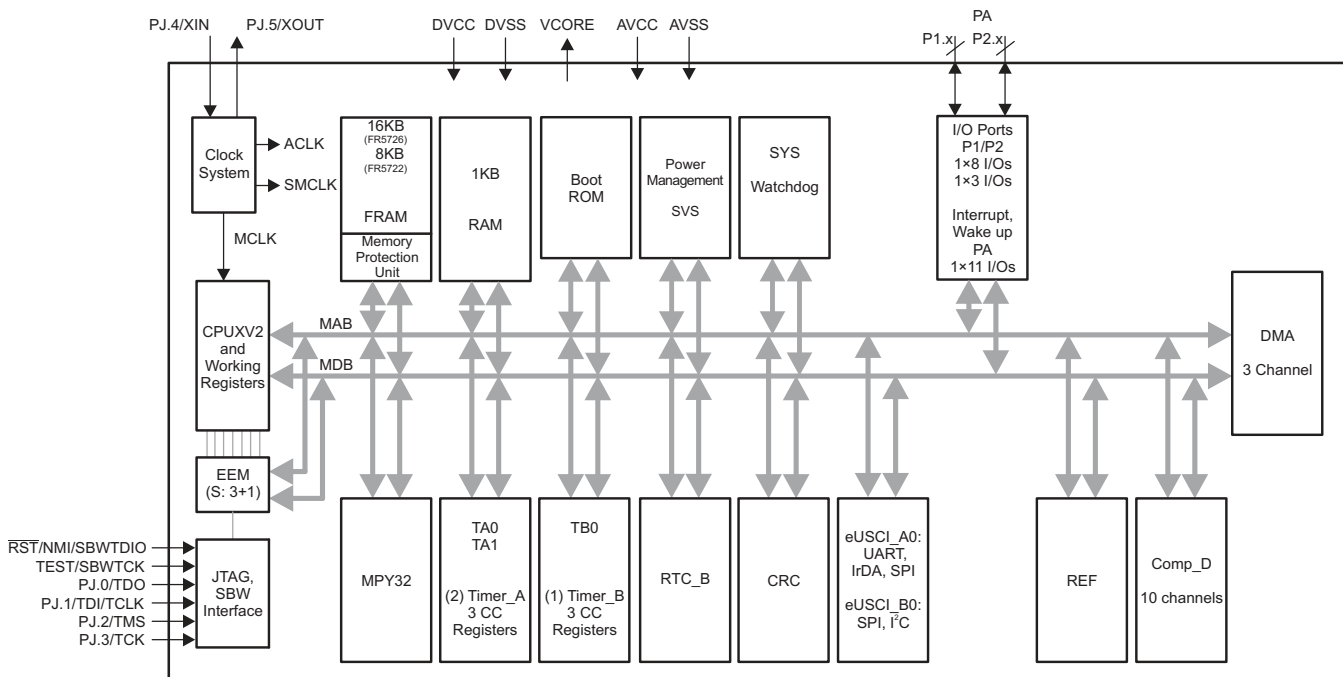 PJ.4/XIN
PJ.5/XOUT
DVCC
DVSS
VCORE
AVCC
AVSS
PA
P1.x
P2.x
Clock
System
ACLK
SMCLK
MCLK
16KB
(FR5726)
8KB
(FR5722)
FRAM
Memory
Protection
Unit
1KB
RAM
Boot
ROM
Power
Management
SVS
SYS
Watchdog
I/O Ports
P1/P2
1×8 I/Os
1×3 I/Os
Interrupt,
Wake up
PA
1×11 I/Os
CPUXV2
and
Working
Registers
MAB
MDB
DMA
3 Channel
EEM
(S: 3+1)
RST/NMI/SBWTDIO
TEST/SBWTCK
PJ.0/TDO
PJ.1/TDI/TCLK
PJ.2/TMS
PJ.3/TCK
JTAG,
SBW
Interface
MPY32
TA0
TA1
(2) Timer_A
3 CC
Registers
TB0
(1) Timer_B
3 CC
Registers
RTC_B
CRC
eUSCI_A0:
UART,
IrDA, SPI
eUSCI_B0:
SPI, I²C
REF
Comp_D
10 channels